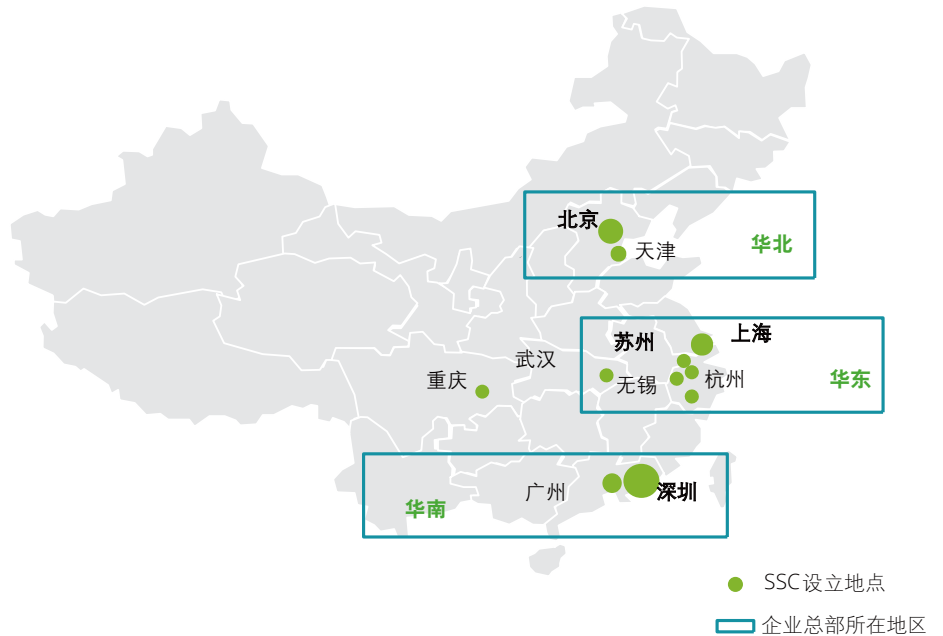 北京
天津
华北
苏州
上海
武汉
重庆
无锡
杭州
华东
华南
广州
深圳
SSC设立地点
企业总部所在地区